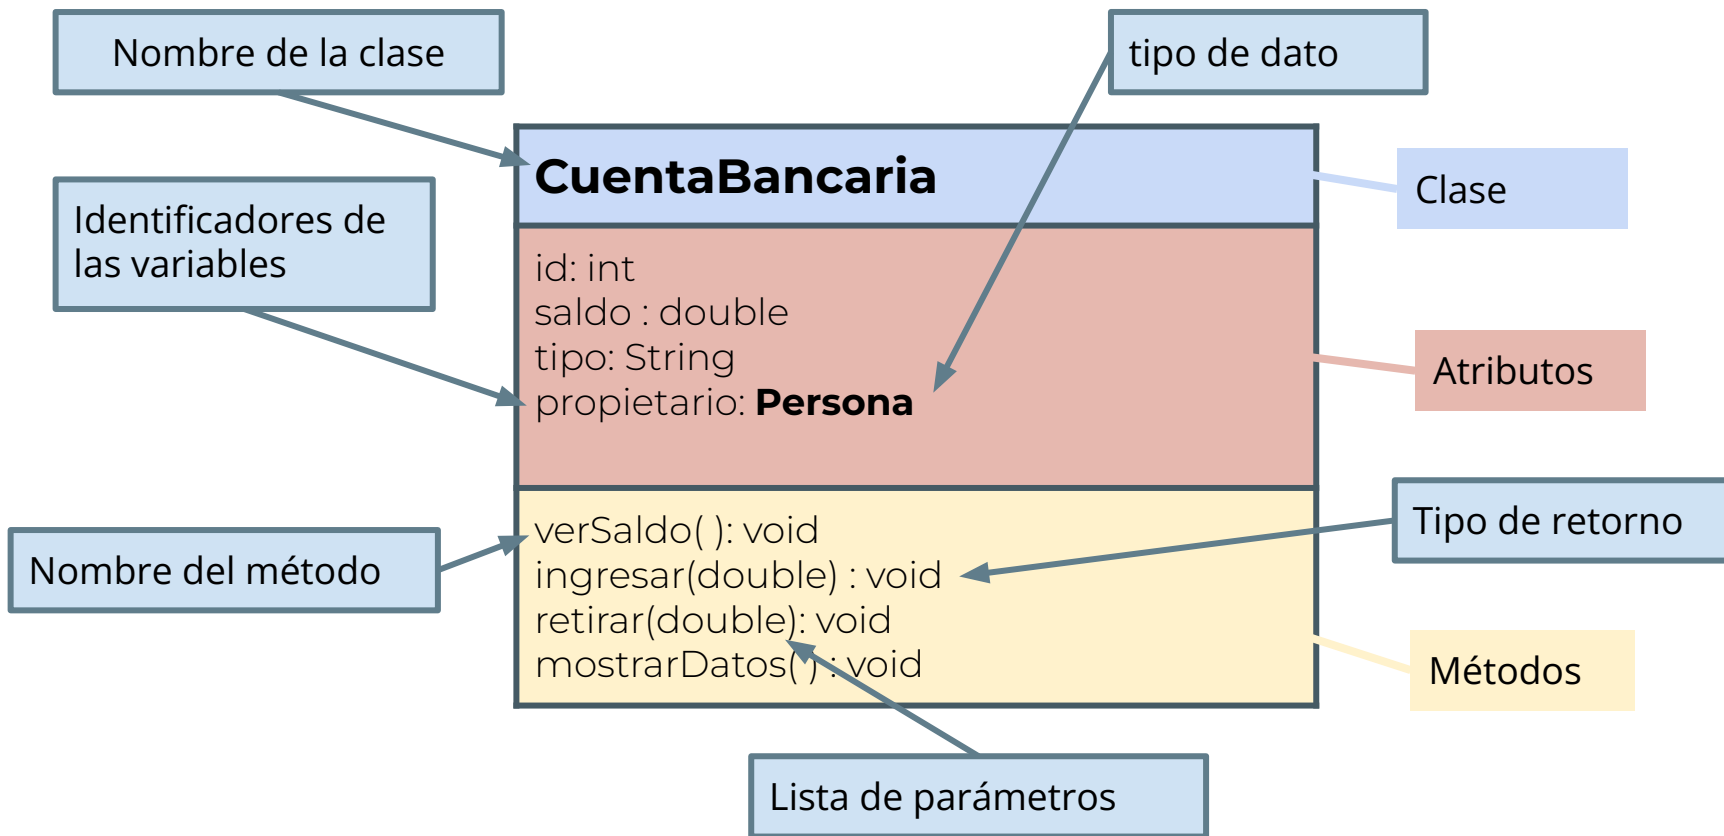 Nombre de la clase
tipo de dato
CuentaBancaria
Clase
Identificadores de
las variables
id: int
saldo : double
tipo: String
propietario: Persona
Atributos
verSaldo( ): void
ingresar(double) : void
retirar(double): void
mostrarDatos( ) : void
Tipo de retorno
Nombre del método
Métodos
Lista de parámetros